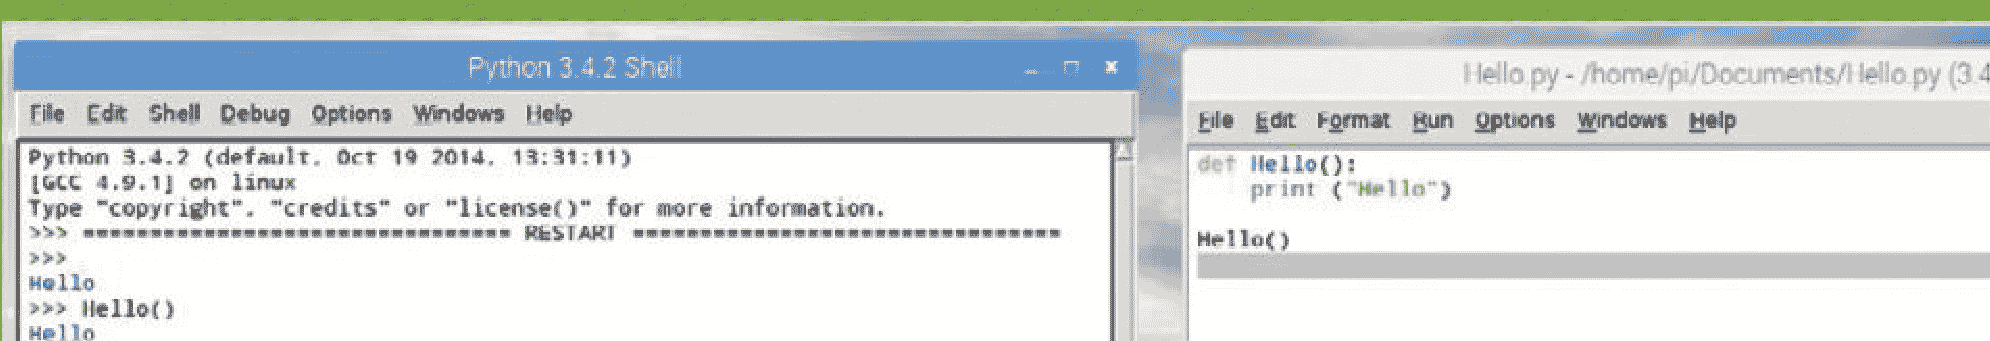 Python 3.4.2 Shell
File Edit Shell Debug Options Windows Help
Python 3.4.2 (default, Oct 19 2014, 13:31:11)
[GCC 4.9.1] on linux
Type "copyright", "credits" or "license()" for more information.
>>> ================================ RESTART ================================
>>>
Hello
>>> Hello()
Hello
Hello.py - /home/pi/Documents/Hello.py (3.4
File Edit Format Run Options Windows Help
def Hello():
    print ("Hello")
Hello()